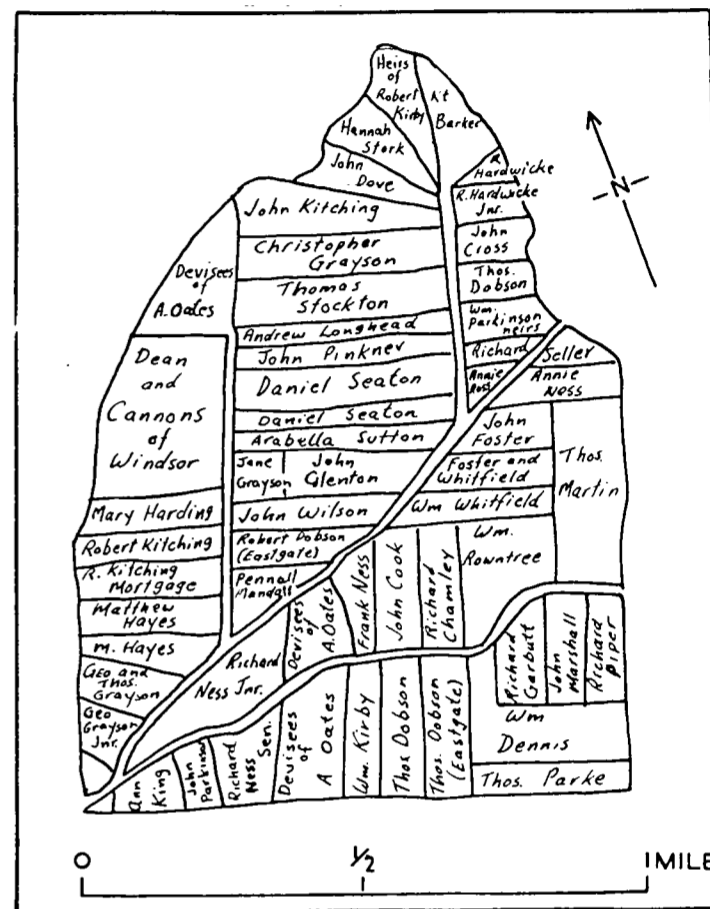 Heirs
of
Robert
Kirby
Kt
Barker
Hannah
Stork
John
Dove
R
Hardwicke
R. Hardwicke
Jnr.
John
Cross
Thos.
Dobson
Wm.
Parkinson
heirs
Richard Seller
Annie
Ross
Annie
Ness
N
John Kitching
Christopher
Grayson
Thomas
Stockton
Andrew Longhead
John Pinkney
Daniel Seaton
Daniel Seaton
Arabella Sutton
Jane
Grayson
John
Glenton
John Wilson
Robert Dobson
(Eastgate)
Pennall
Mandall
Devisees
of
A. Oates
Dean
and
Cannons
of
Windsor
Mary Harding
Robert Kitching
R. Kitching
Mortgage
Matthew
Hayes
M. Hayes
Geo and
Thos.
Grayson
Geo
Grayson
Jnr.
John
Foster
Foster and
Whitfield
Wm Whitfield
Thos.
Martin
Wm.
Rowntree
Richard
Ness Jnr.
Devisees
of
A. Oates
Frank Ness
John Cook
Richard
Chamley
Richard
Garbutt
John
Marshall
Richard
Piper
Ann
King
John
Parkinson
Richard
Ness
Sen.
Devisees
of
A Oates
Wm. Kirby
Thos Dobson
Thos. Dobson
(Eastgate)
Wm
Dennis
Thos. Parke
0 1/2 1 MILE